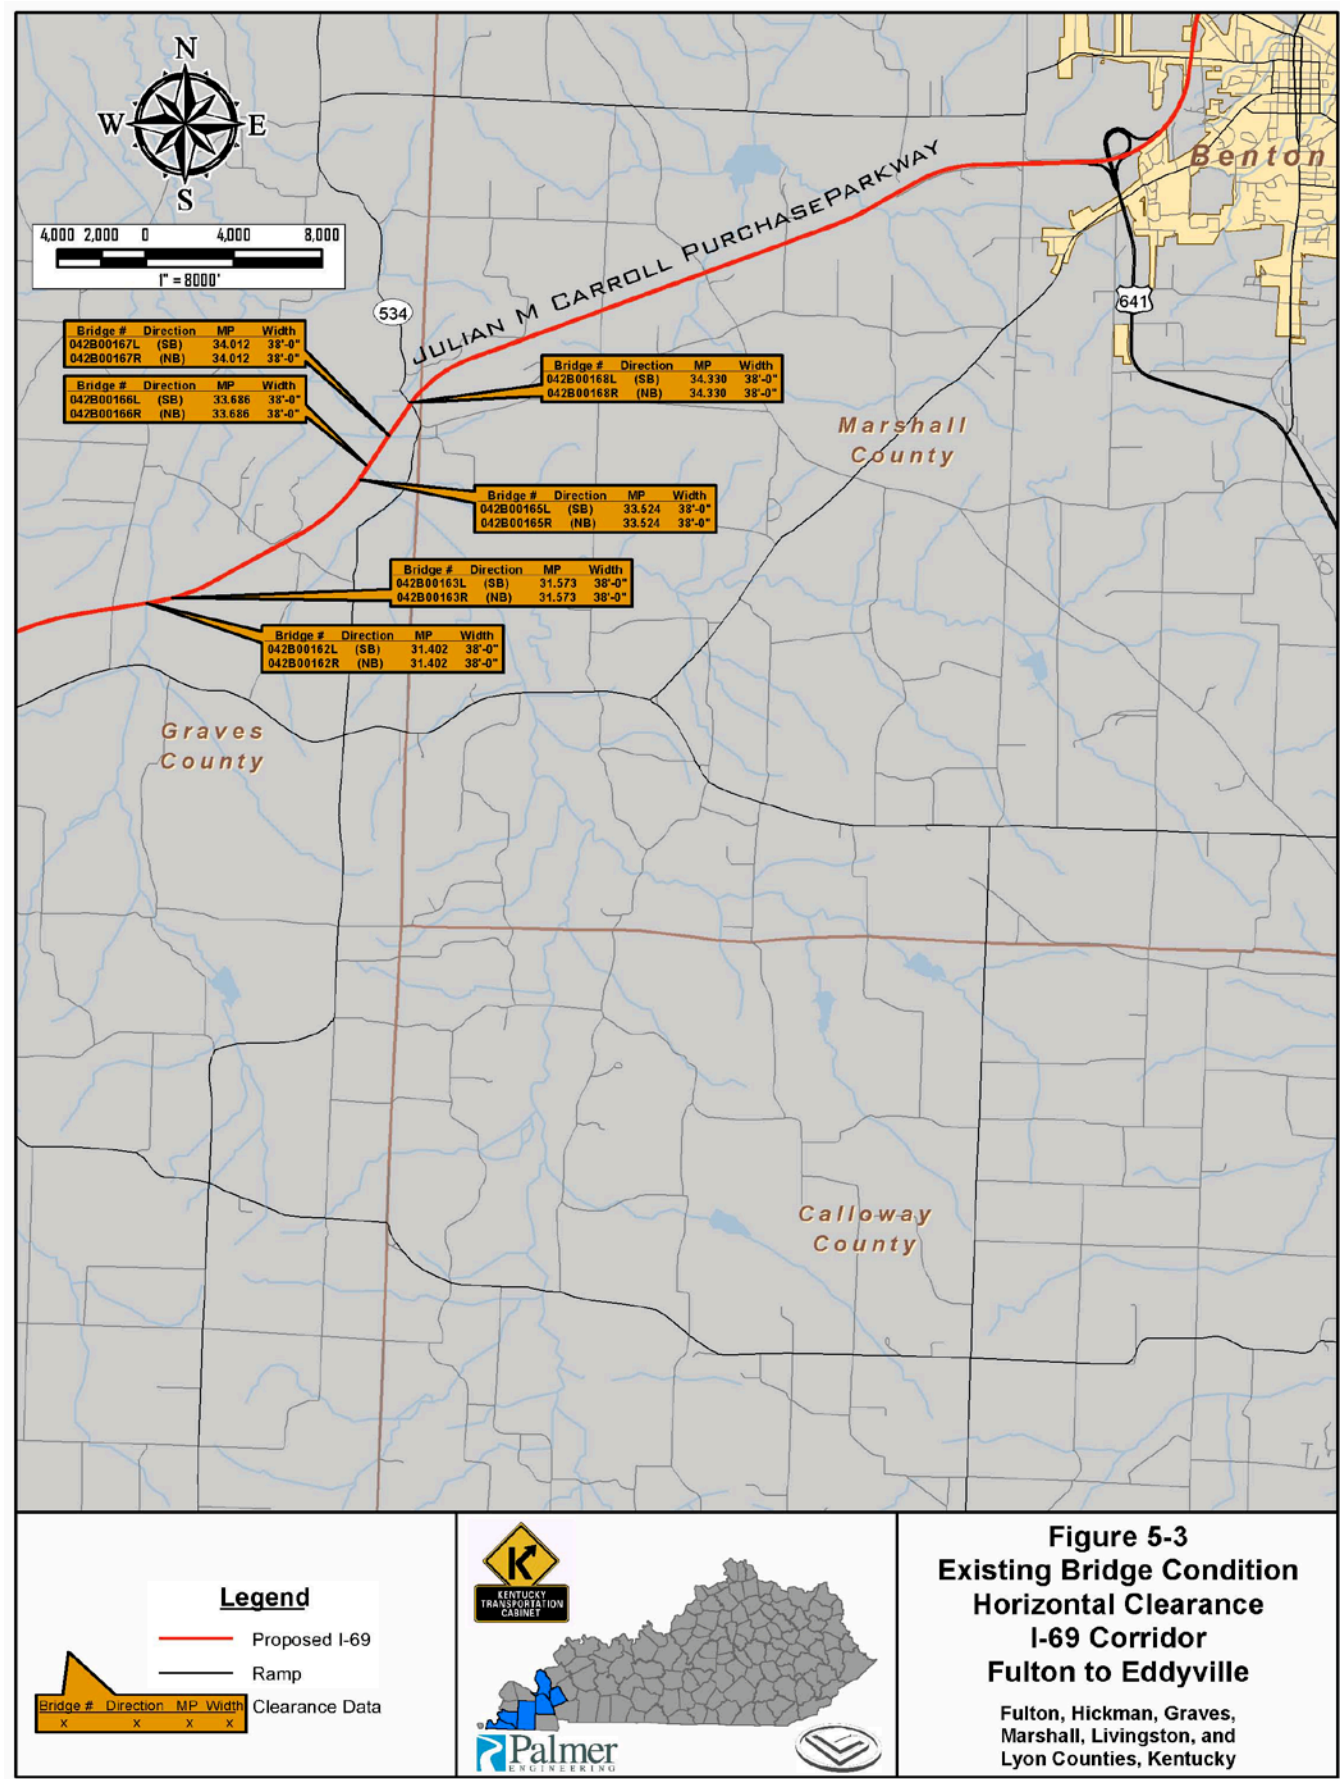 N
W E
S
4,000 2,000 0 4,000 8,000
1" = 8000'
Benton
JULIAN M CARROLL PURCHASE PARKWAY
641
534
Bridge # Direction MP Width
042B00167L (SB) 34.012 38'-0"
042B00167R (NB) 34.012 38'-0"
Bridge # Direction MP Width
042B00166L (SB) 33.686 38'-0"
042B00166R (NB) 33.686 38'-0"
Bridge # Direction MP Width
042B00168L (SB) 34.330 38'-0"
042B00168R (NB) 34.330 38'-0"
Marshall
County
Bridge # Direction MP Width
042B00165L (SB) 33.524 38'-0"
042B00165R (NB) 33.524 38'-0"
Bridge # Direction MP Width
042B00163L (SB) 31.573 38'-0"
042B00163R (NB) 31.573 38'-0"
Bridge # Direction MP Width
042B00162L (SB) 31.402 38'-0"
042B00162R (NB) 31.402 38'-0"
Graves
County
Calloway
County
Legend
Proposed I-69
Ramp
Bridge # Direction MP Width Clearance Data
x x x x
K
KENTUCKY
TRANSPORTATION
CABINET
Palmer
ENGINEERING
Figure 5-3
Existing Bridge Condition
Horizontal Clearance
I-69 Corridor
Fulton to Eddyville
Fulton, Hickman, Graves,
Marshall, Livingston, and
Lyon Counties, Kentucky